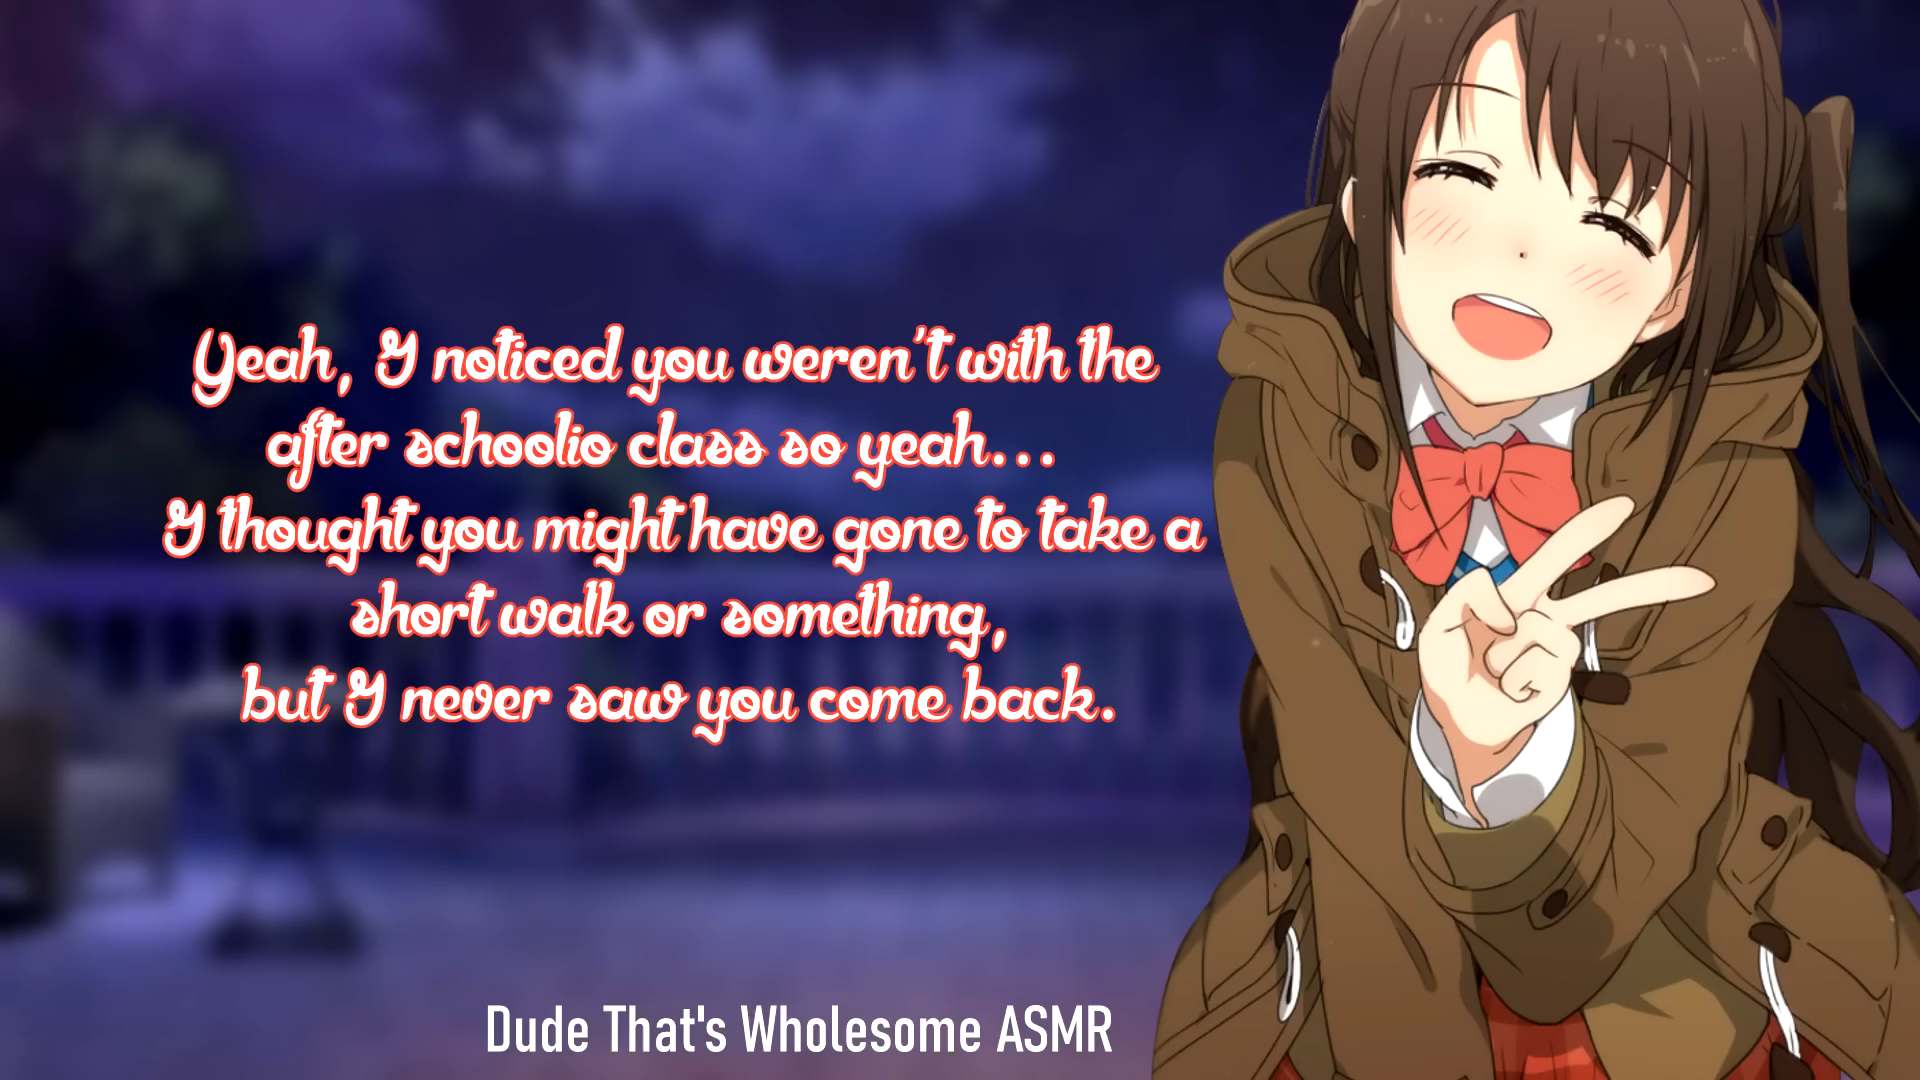 Yeah, I noticed you weren't with the
after schoolio class so yeah...
I thought you might have gone to take a
short walk or something,
but I never saw you come back.
Dude That's Wholesome ASMR